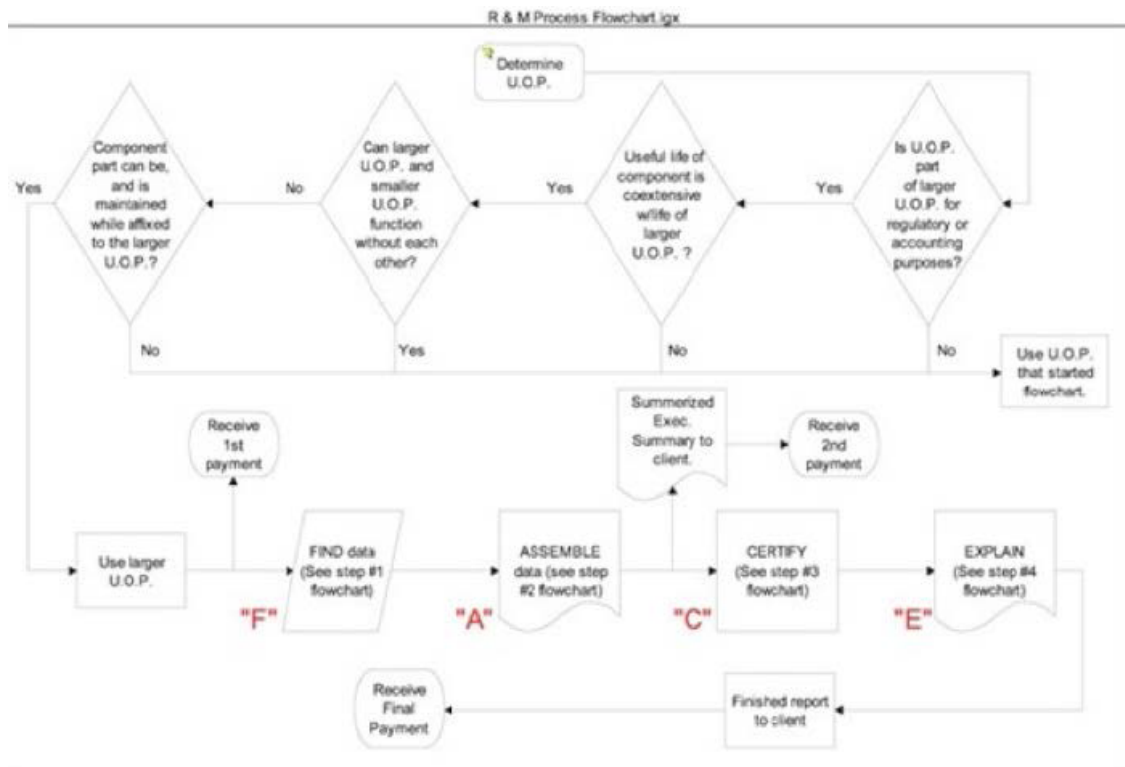 R & M Process Flowchart.igx
Determine
U.O.P.
Component
part can be,
and is
maintained
while affixed
to the larger
U.O.P.?
Can larger
U.O.P. and
smaller
U.O.P.
function
without each
other?
Useful life of
component is
coextensive
w/life of
larger
U.O.P. ?
Is U.O.P.
part
of larger
U.O.P. for
regulatory or
accounting
purposes?
Yes
No
Yes
Yes
No
Yes
No
No
Use U.O.P.
that started
flowchart.
Receive
1st
payment
Summerized
Exec.
Summary to
client.
Receive
2nd
payment
Use larger
U.O.P.
FIND data
(See step #1
flowchart)
"F"
ASSEMBLE
data (see step
#2 flowchart)
"A"
CERTIFY
(See step #3
flowchart)
"C"
EXPLAIN
(See step #4
flowchart)
"E"
Receive
Final
Payment
Finished report
to client